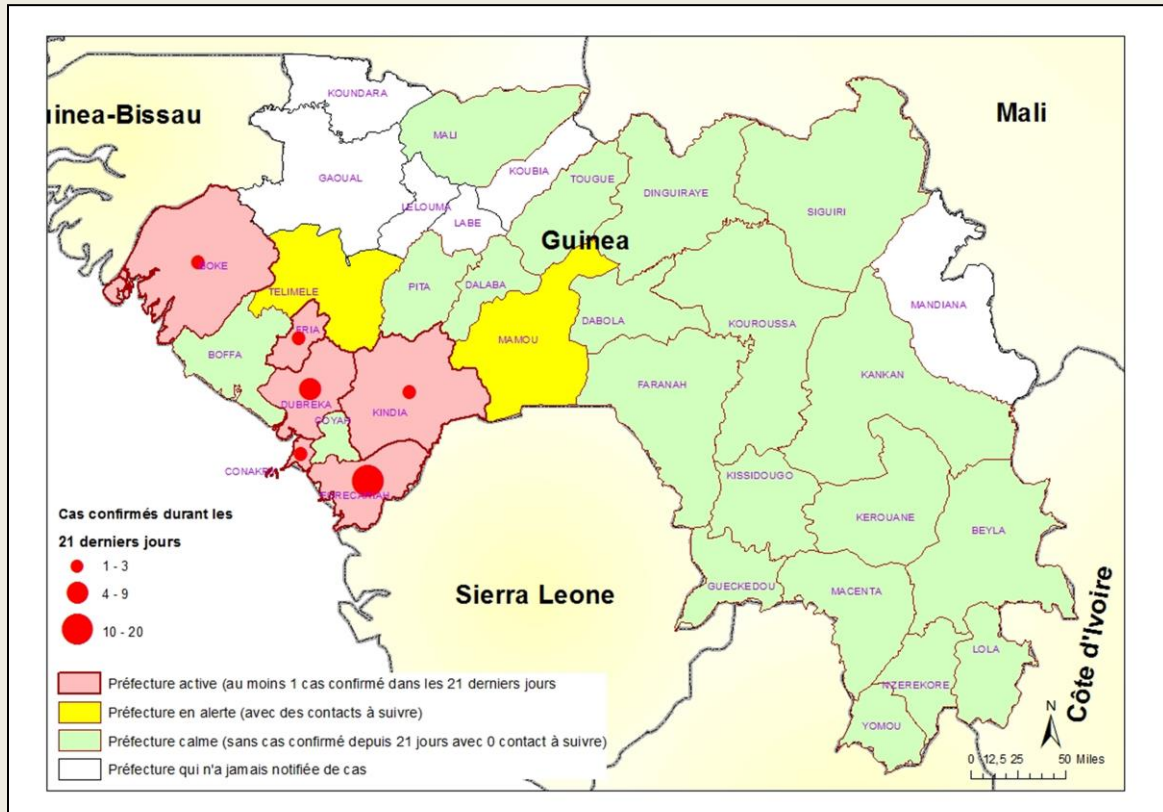 KOUNDARA
uinea-Bissau
Mali
MALI
KOUBIA
GAOUAL
TOUGUE
DINGUIRAYE
LELOUMA
SIGUIRI
LABE
Guinea
BOKE
TELIMELE
PITA
DALABA
MANDIANA
DABOLA
KOUROUSSA
FRIA
MAMOU
BOFFA
KANKAN
FARANAH
DUBREKA
KINDIA
COYAH
CONAKRY
KISSIDOUGO
FORECARIAH
KEROUANE
BEYLA
Cas confirmés durant les
21 derniers jours
1 - 3
4 - 9
10 - 20
Sierra Leone
GUECKEDOU
MACENTA
LOLA
NZEREKORE
YOMOU
Côte d'Ivoire
N
0 12,5 25 50 Miles
Préfecture active (au moins 1 cas confirmé dans les 21 derniers jours
Préfecture en alerte (avec des contacts à suivre)
Préfecture calme (sans cas confirmé depuis 21 jours avec 0 contact à suivre)
Préfecture qui n'a jamais notifiée de cas